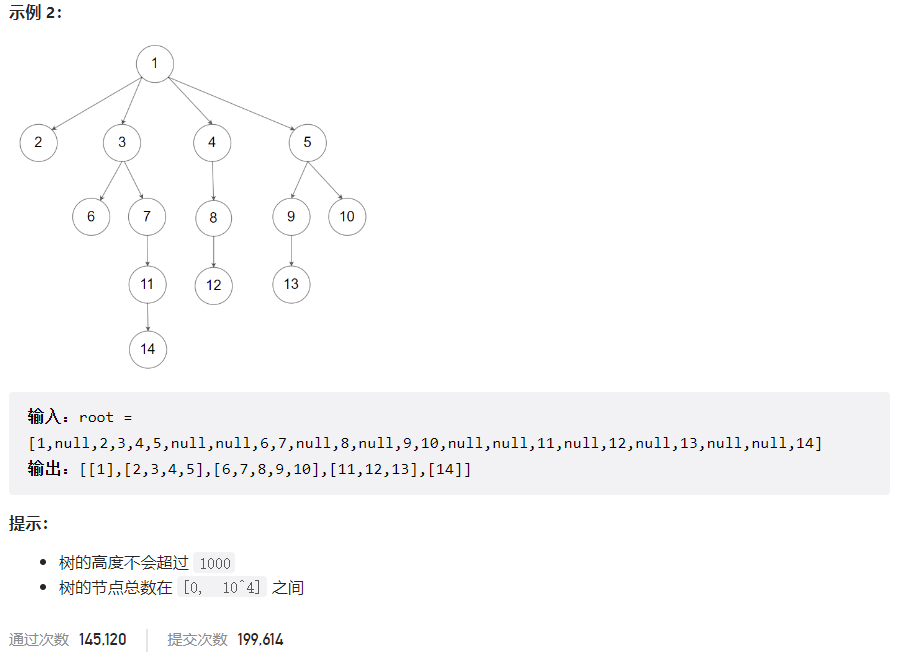 示例 2：
1
2 3 4 5
6 7 8 9 10
11 12 13
14
输入：root =
[1,null,2,3,4,5,null,null,6,7,null,8,null,9,10,null,null,11,null,12,null,13,null,null,14]
输出：[[1],[2,3,4,5],[6,7,8,9,10],[11,12,13],[14]]
提示：
树的高度不会超过 1000
树的节点总数在 [0, 10^4] 之间
通过次数 145,120 提交次数 199,614